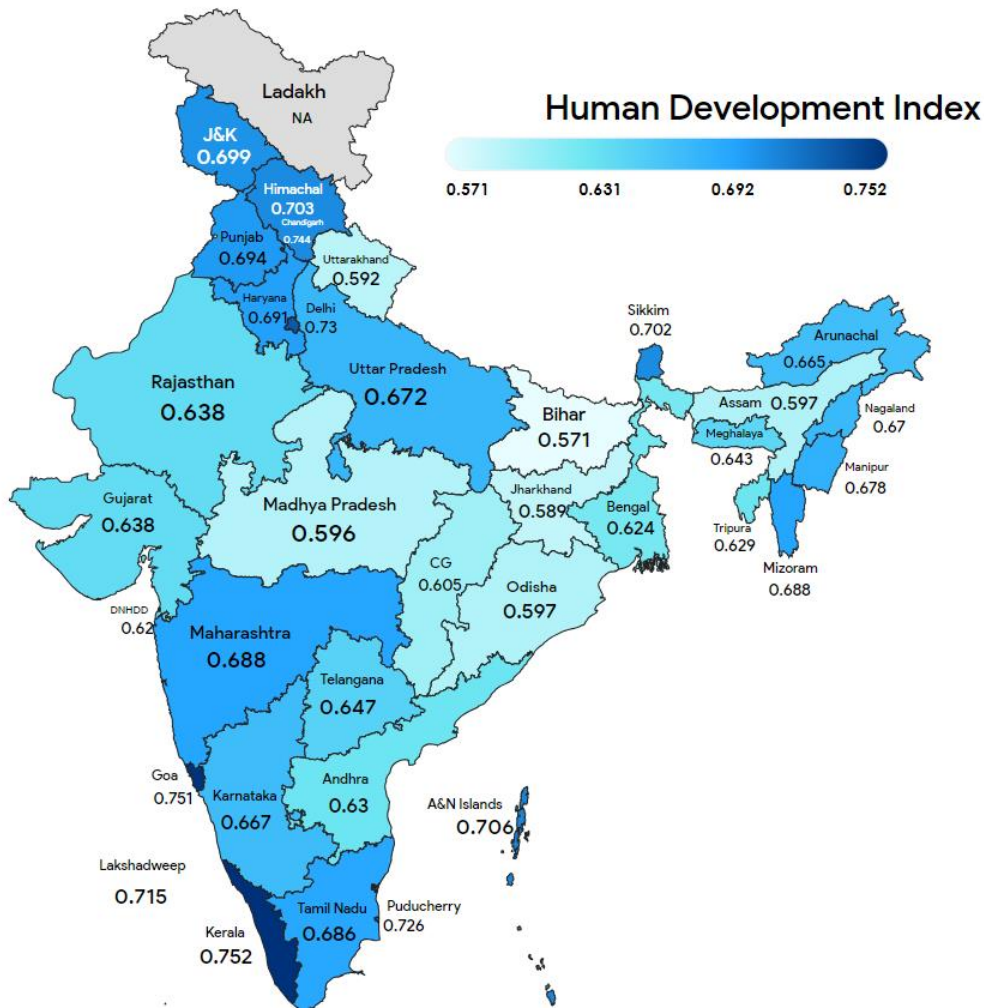 Human Development Index
0.571 0.631 0.692 0.752
Ladakh
NA
J&K
0.699
Himachal
0.703
Chandigarh
0.744
Punjab
0.694
Uttarakhand
0.592
Haryana
0.691
Delhi
0.73
Sikkim
0.702
Arunachal
0.665
Rajasthan
0.638
Uttar Pradesh
0.672
Bihar
0.571
Assam 0.597
Nagaland
0.67
Meghalaya
0.643
Manipur
0.678
Gujarat
0.638
Madhya Pradesh
0.596
Jharkhand
0.589
Bengal
0.624
Tripura
0.629
Mizoram
0.688
CG
0.605
Odisha
0.597
DNHDD
0.62
Maharashtra
0.688
Telangana
0.647
Goa
0.751
Karnataka
0.667
Andhra
0.63
A&N Islands
0.706
Lakshadweep
0.715
Kerala
0.752
Tamil Nadu
0.686
Puducherry
0.726